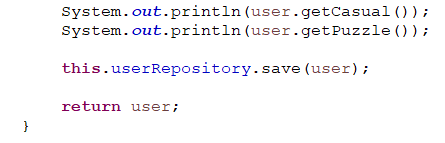 System.out.println(user.getCasual());
System.out.println(user.getPuzzle());
this.userRepository.save(user);
return user;
}